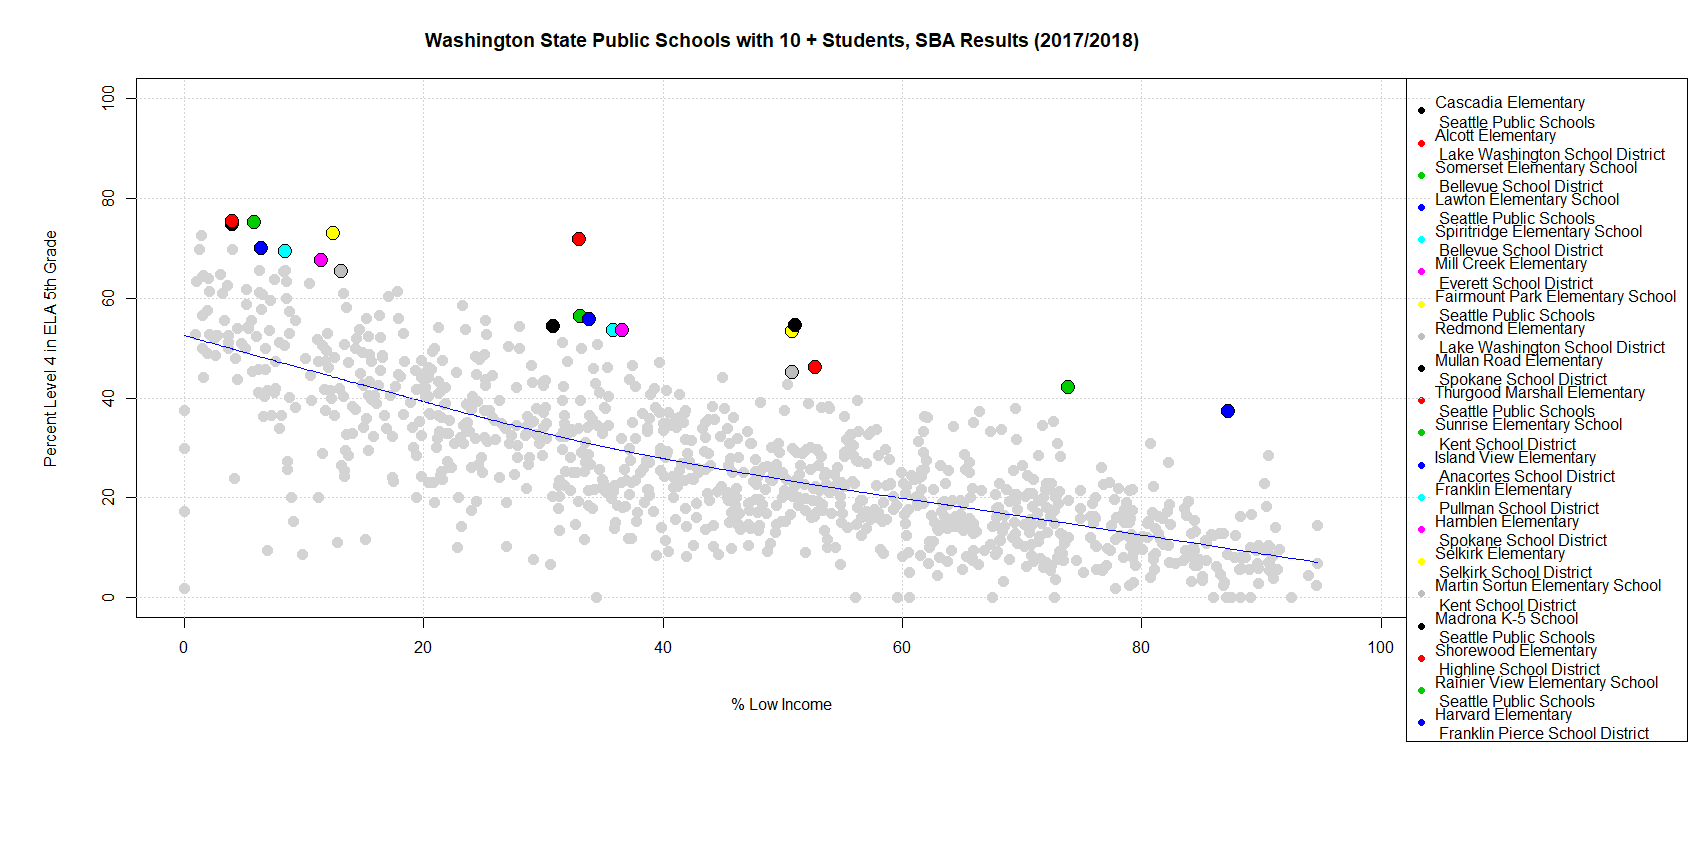 Washington State Public Schools with 10 + Students, SBA Results (2017/2018)
Percent Level 4 in ELA 5th Grade
100
80
60
40
20
0
0 20 40 60 80 100
% Low Income
Cascadia Elementary
Seattle Public Schools
Alcott Elementary
Lake Washington School District
Somerset Elementary School
Bellevue School District
Lawton Elementary School
Seattle Public Schools
Spiritridge Elementary School
Bellevue School District
Mill Creek Elementary
Everett School District
Fairmount Park Elementary School
Seattle Public Schools
Redmond Elementary
Lake Washington School District
Mullan Road Elementary
Spokane School District
Thurgood Marshall Elementary
Seattle Public Schools
Sunrise Elementary School
Kent School District
Island View Elementary
Anacortes School District
Franklin Elementary
Pullman School District
Hamblen Elementary
Spokane School District
Selkirk Elementary
Selkirk School District
Martin Sortun Elementary School
Kent School District
Madrona K-5 School
Seattle Public Schools
Shorewood Elementary
Highline School District
Rainier View Elementary School
Seattle Public Schools
Harvard Elementary
Franklin Pierce School District